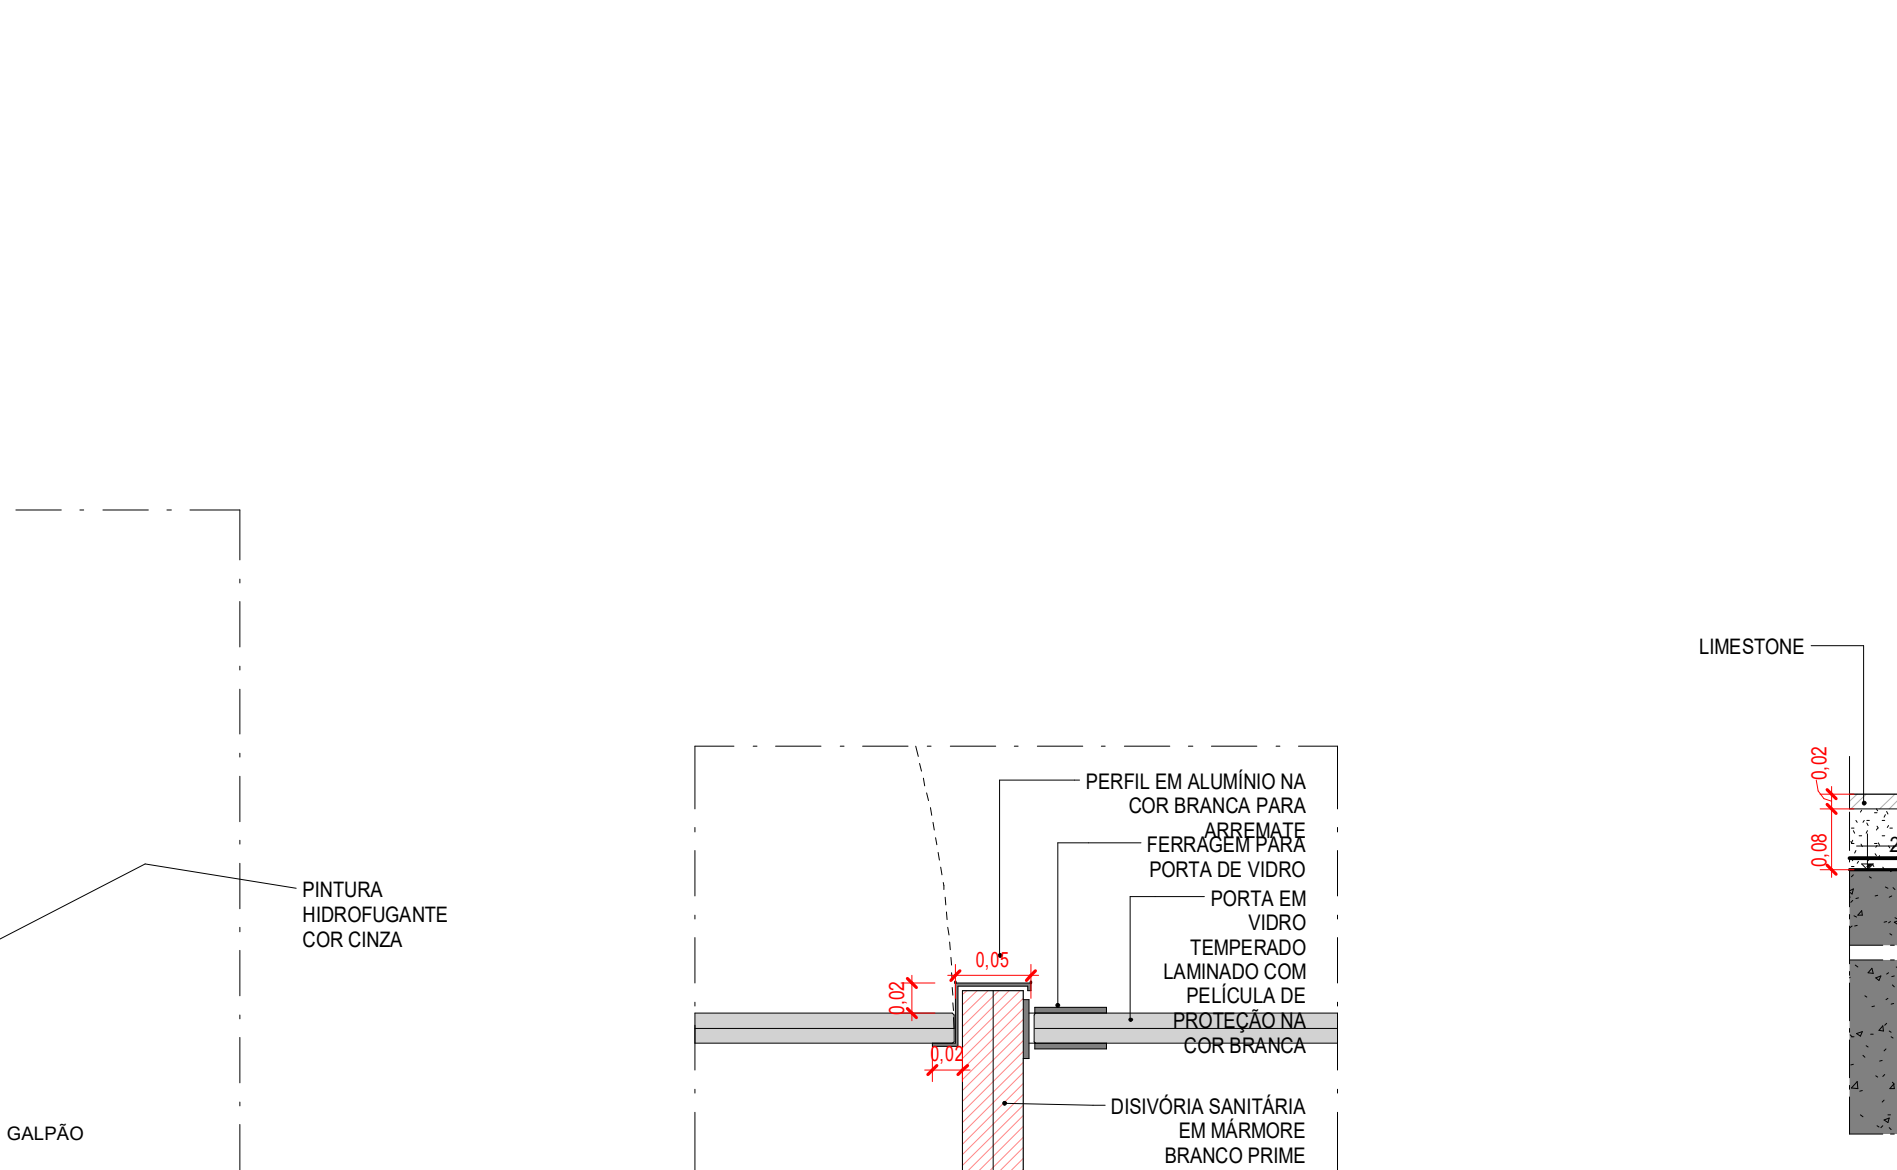 LIMESTONE
0,02
0,08
2
PERFIL EM ALUMÍNIO NA
COR BRANCA PARA
ARREMATE
FERRAGEM PARA
PORTA DE VIDRO
PORTA EM
VIDRO
TEMPERADO
LAMINADO COM
PELÍCULA DE
PROTEÇÃO NA
COR BRANCA
0,05
0,02
0,02
DISIVÓRIA SANITÁRIA
EM MÁRMORE
BRANCO PRIME
PINTURA
HIDROFUGANTE
COR CINZA
GALPÃO